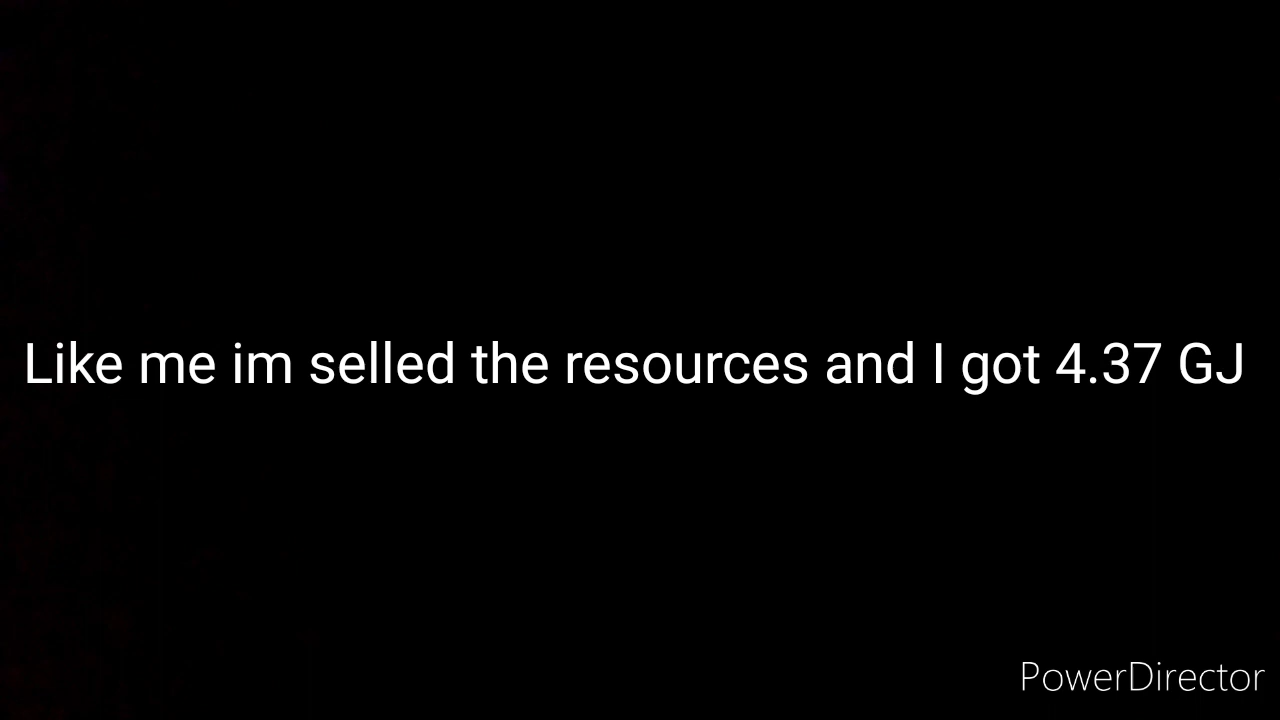 Like me im selled the resources and I got 4.37 GJ
PowerDirector